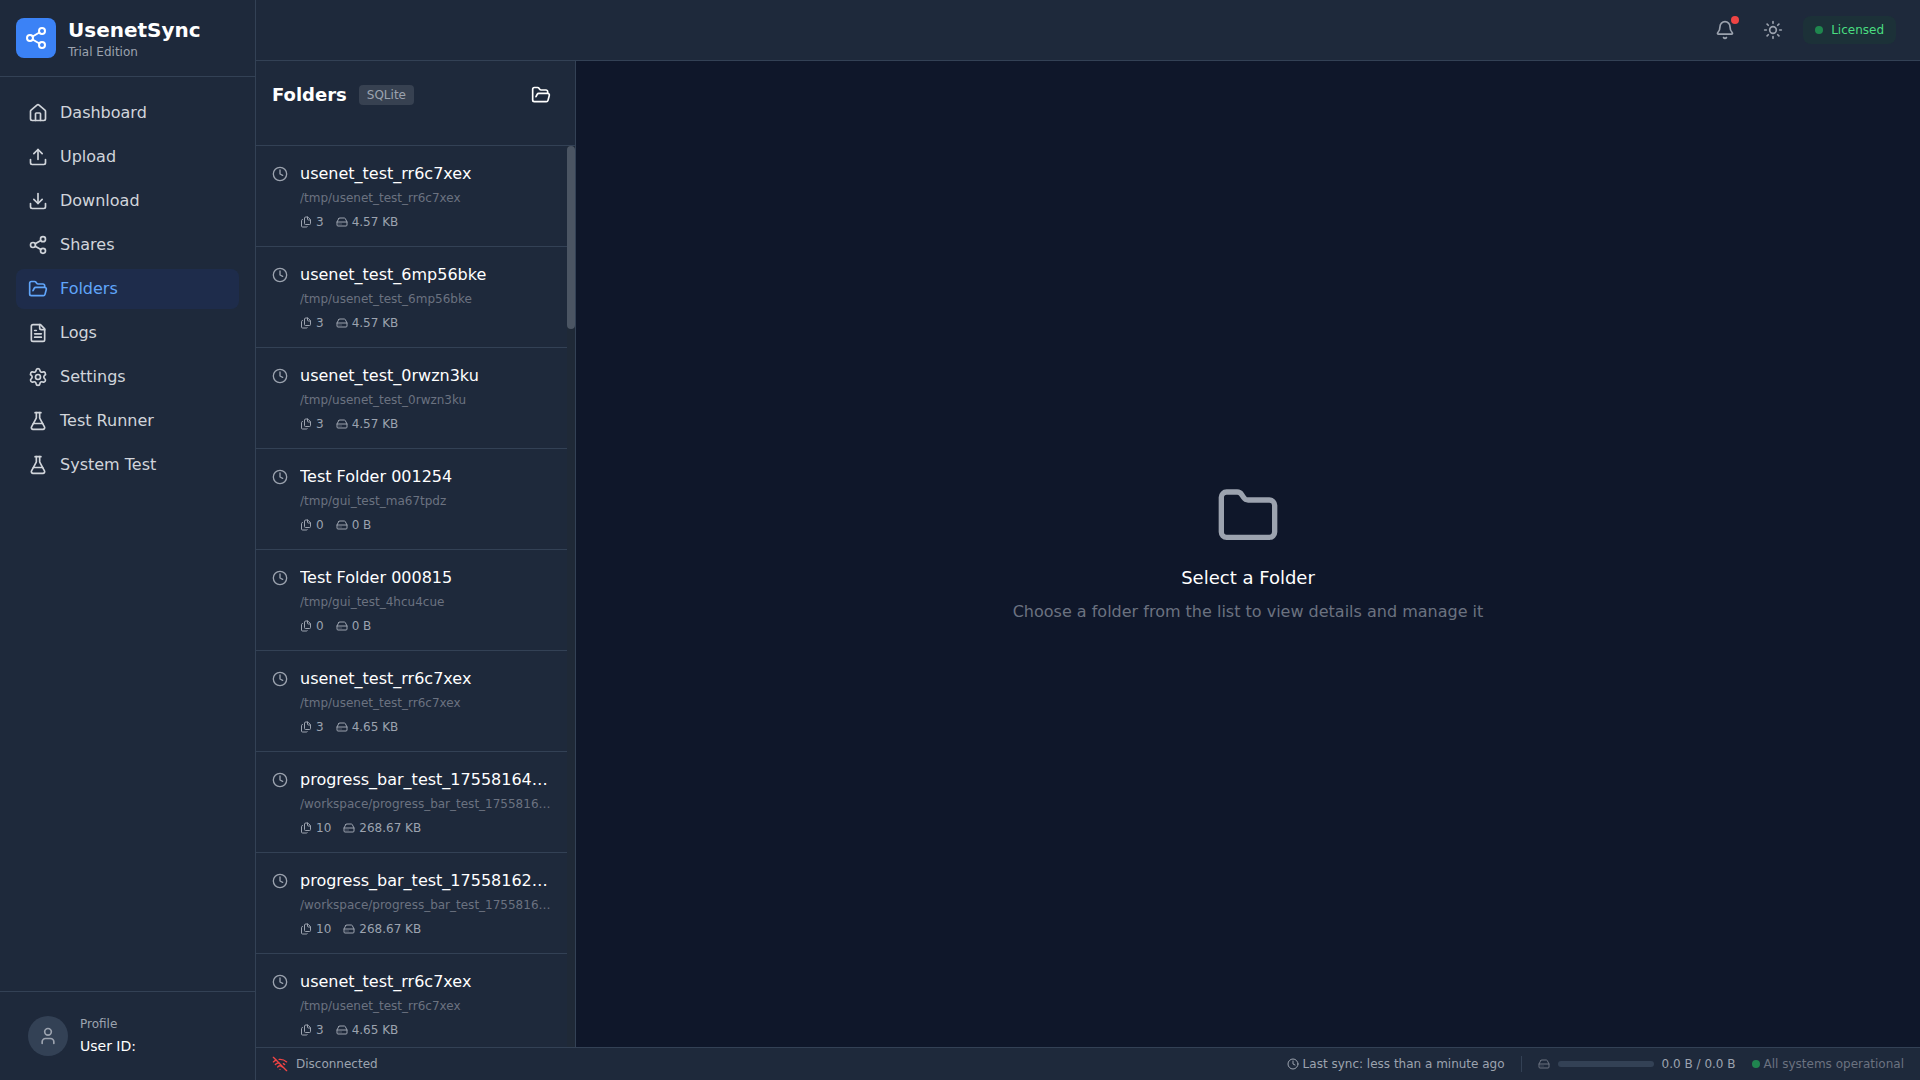 UsenetSync
Trial Edition
Dashboard
Upload
Download
Shares
Folders
Logs
Settings
Test Runner
System Test
Profile
User ID:
Licensed
Folders
SQLite
usenet_test_rr6c7xex
/tmp/usenet_test_rr6c7xex
3 4.57 KB
usenet_test_6mp56bke
/tmp/usenet_test_6mp56bke
3 4.57 KB
usenet_test_0rwzn3ku
/tmp/usenet_test_0rwzn3ku
3 4.57 KB
Test Folder 001254
/tmp/gui_test_ma67tpdz
0 0 B
Test Folder 000815
/tmp/gui_test_4hcu4cue
0 0 B
usenet_test_rr6c7xex
/tmp/usenet_test_rr6c7xex
3 4.65 KB
progress_bar_test_17558164...
/workspace/progress_bar_test_1755816...
10 268.67 KB
progress_bar_test_17558162...
/workspace/progress_bar_test_1755816...
10 268.67 KB
usenet_test_rr6c7xex
/tmp/usenet_test_rr6c7xex
3 4.65 KB
Select a Folder
Choose a folder from the list to view details and manage it
Disconnected
Last sync: less than a minute ago
0.0 B / 0.0 B
All systems operational